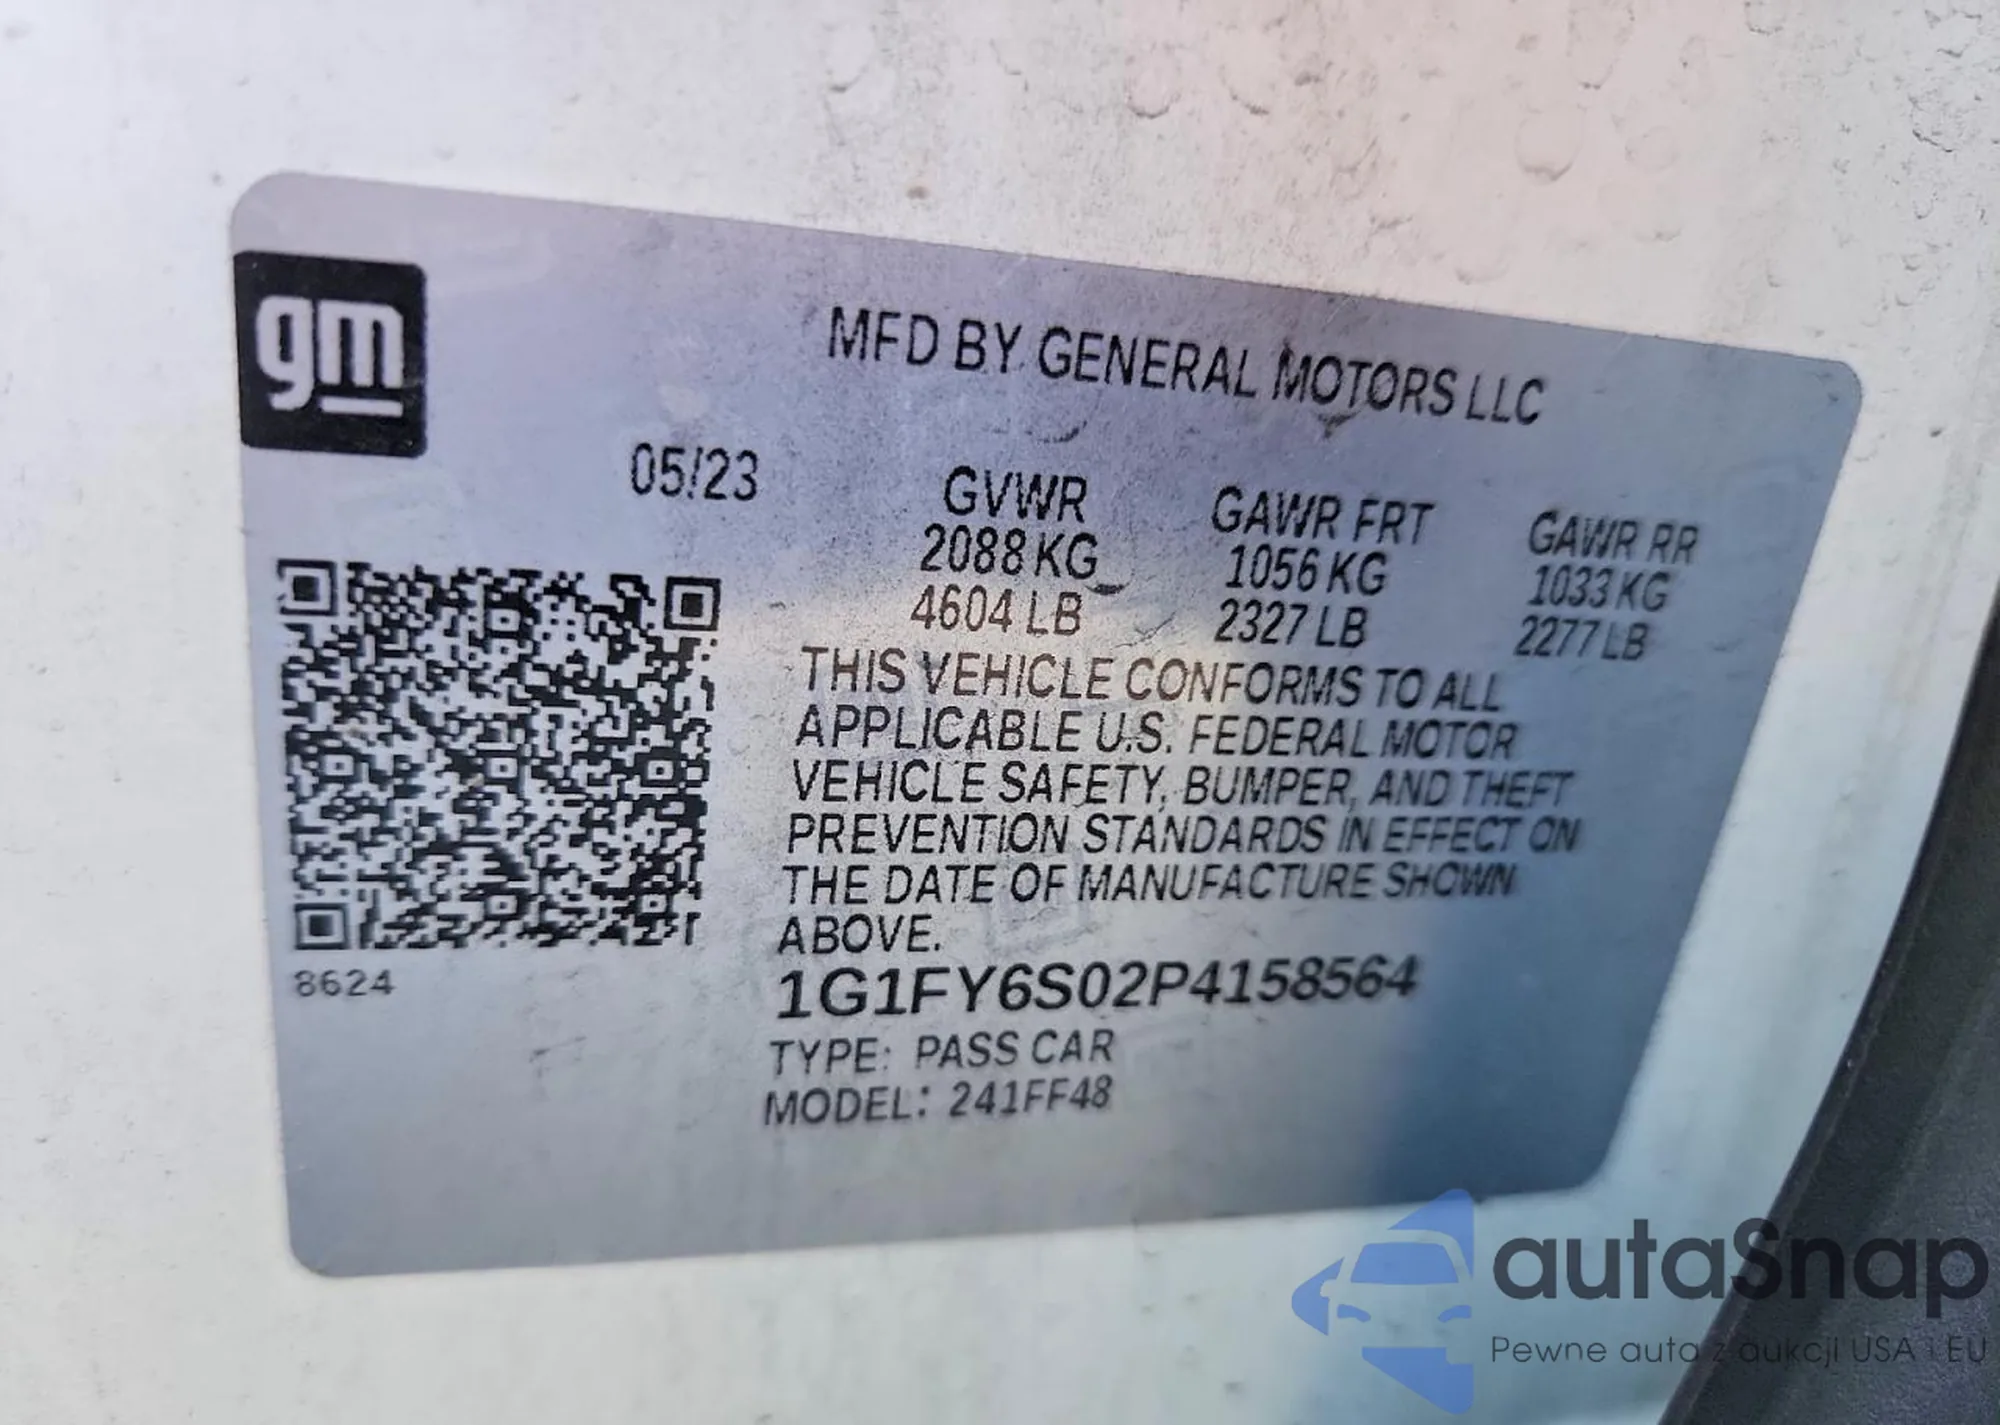 gm
MFD BY GENERAL MOTORS LLC
05/23
GVWR GAWR FRT GAWR RR
2088 KG 1056 KG 1033 KG
4604 LB 2327 LB 2277 LB
THIS VEHICLE CONFORMS TO ALL
APPLICABLE U.S. FEDERAL MOTOR
VEHICLE SAFETY, BUMPER, AND THEFT
PREVENTION STANDARDS IN EFFECT ON
THE DATE OF MANUFACTURE SHOWN
ABOVE.
8624
1G1FY6S02P4158564
TYPE: PASS CAR
MODEL: 241FF48
autaSnap
Pewne auta z aukcji USA i EU